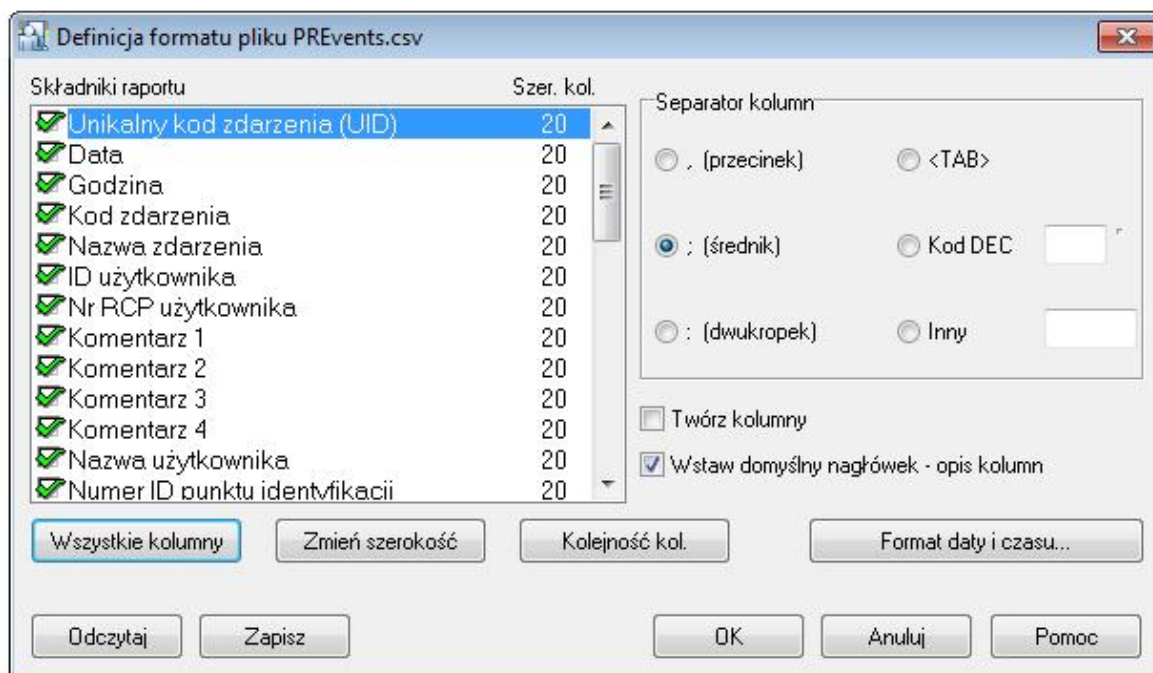 Definicja formatu pliku PREvents.csv
Składniki raportu Szer. kol.
Unikalny kod zdarzenia (UID) 20
Data 20
Godzina 20
Kod zdarzenia 20
Nazwa zdarzenia 20
ID użytkownika 20
Nr RCP użytkownika 20
Komentarz 1 20
Komentarz 2 20
Komentarz 3 20
Komentarz 4 20
Nazwa użytkownika 20
Numer ID punktu identyfikacji 20
Separator kolumn
, (przecinek) <TAB>
; (średnik) Kod DEC
: (dwukropek) Inny
Twórz kolumny
Wstaw domyślny nagłówek - opis kolumn
Wszystkie kolumny Zmień szerokość Kolejność kol. Format daty i czasu...
Odczytaj Zapisz OK Anuluj Pomoc